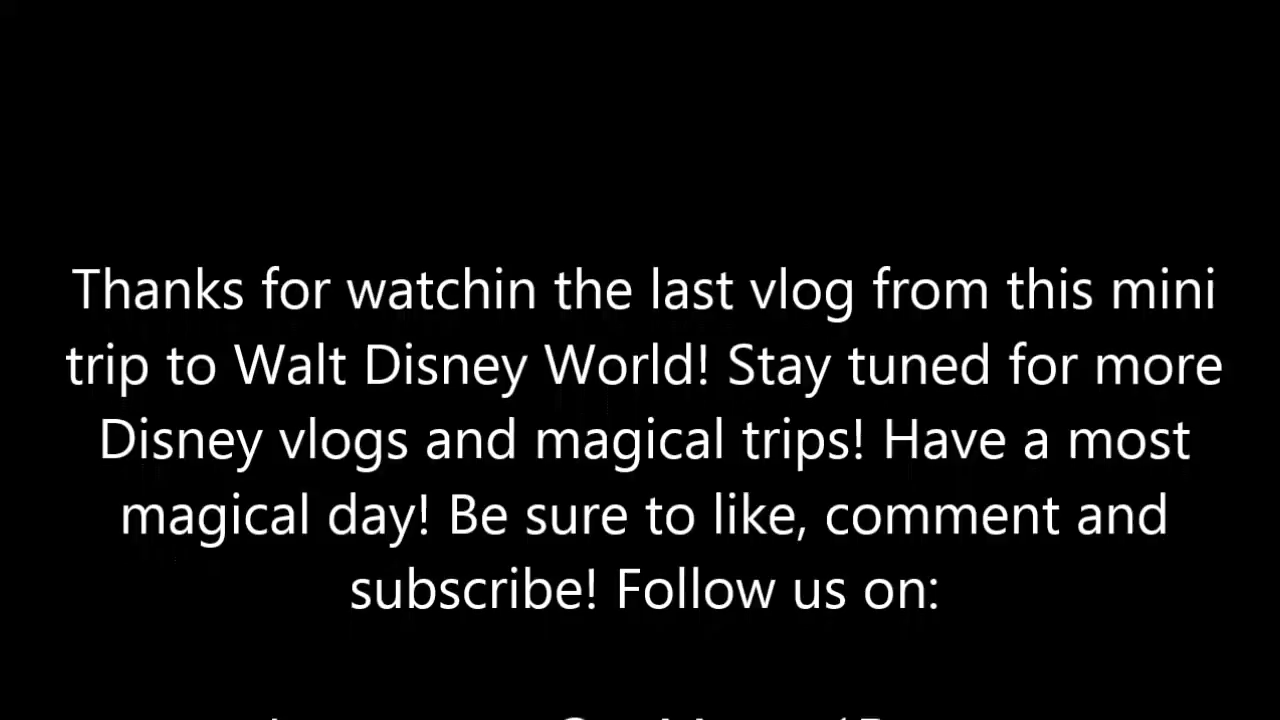 Thanks for watchin the last vlog from this mini
trip to Walt Disney World! Stay tuned for more
Disney vlogs and magical trips! Have a most
magical day! Be sure to like, comment and
subscribe! Follow us on: